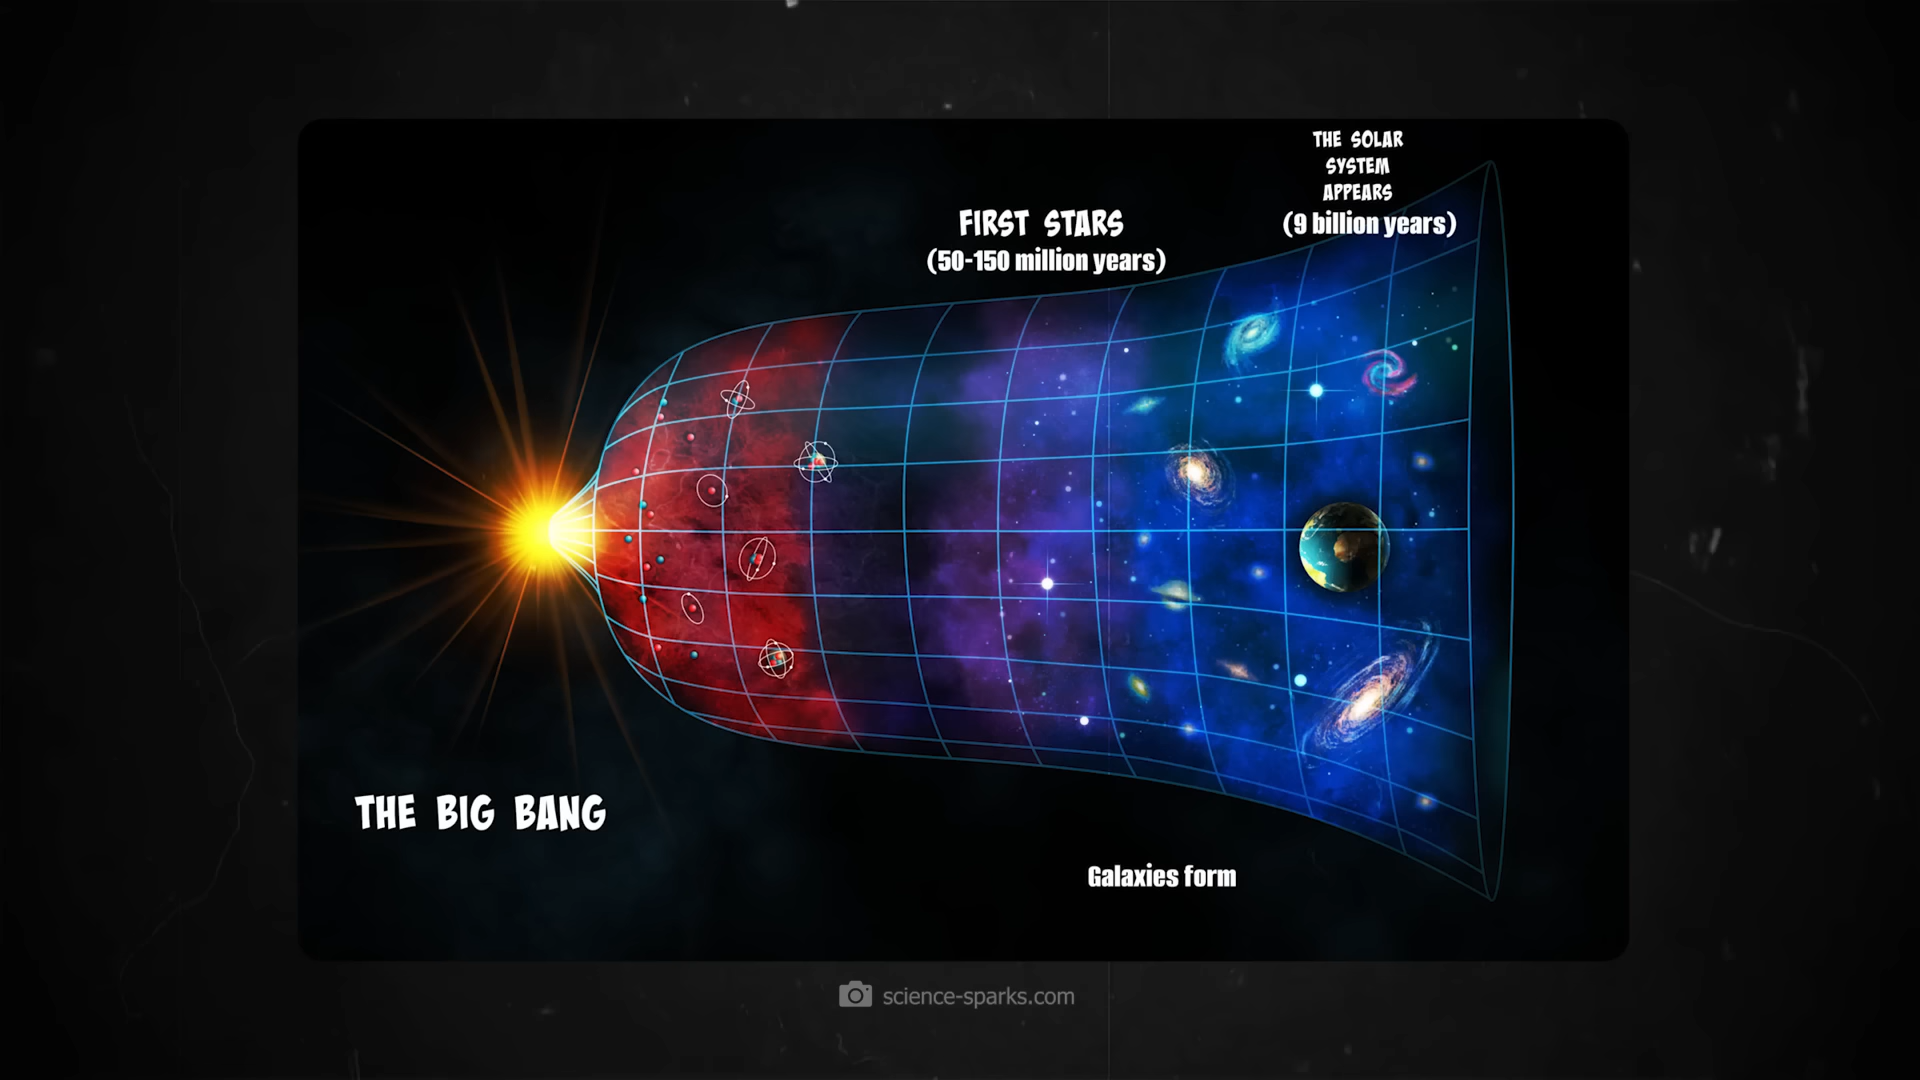 THE SOLAR
SYSTEM
APPEARS
(9 billion years)
FIRST STARS
(50-150 million years)
THE BIG BANG
Galaxies form
science-sparks.com